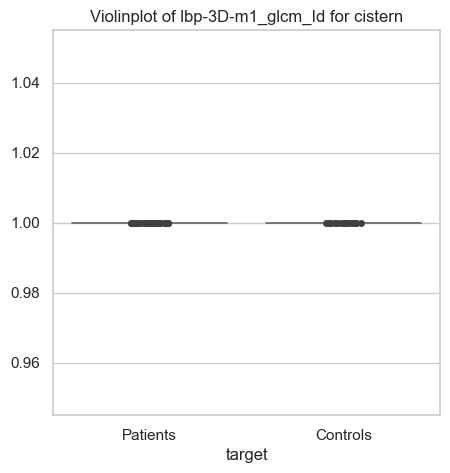 Violinplot of lbp-3D-m1_glcm_Id for cistern
1.04
1.02
1.00
0.98
0.96
Patients
Controls
target